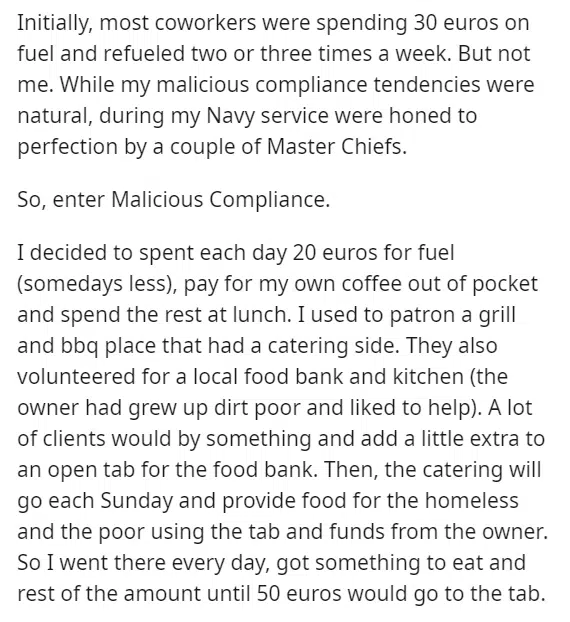 Initially, most coworkers were spending 30 euros on
fuel and refueled two or three times a week. But not
me. While my malicious compliance tendencies were
natural, during my Navy service were honed to
perfection by a couple of Master Chiefs.
So, enter Malicious Compliance.
I decided to spent each day 20 euros for fuel
(somedays less), pay for my own coffee out of pocket
and spend the rest at lunch. I used to patron a grill
and bbq place that had a catering side. They also
volunteered for a local food bank and kitchen (the
owner had grew up dirt poor and liked to help). A lot
of clients would by something and add a little extra to
an open tab for the food bank. Then, the catering will
go each Sunday and provide food for the homeless
and the poor using the tab and funds from the owner.
So I went there every day, got something to eat and
rest of the amount until 50 euros would go to the tab.